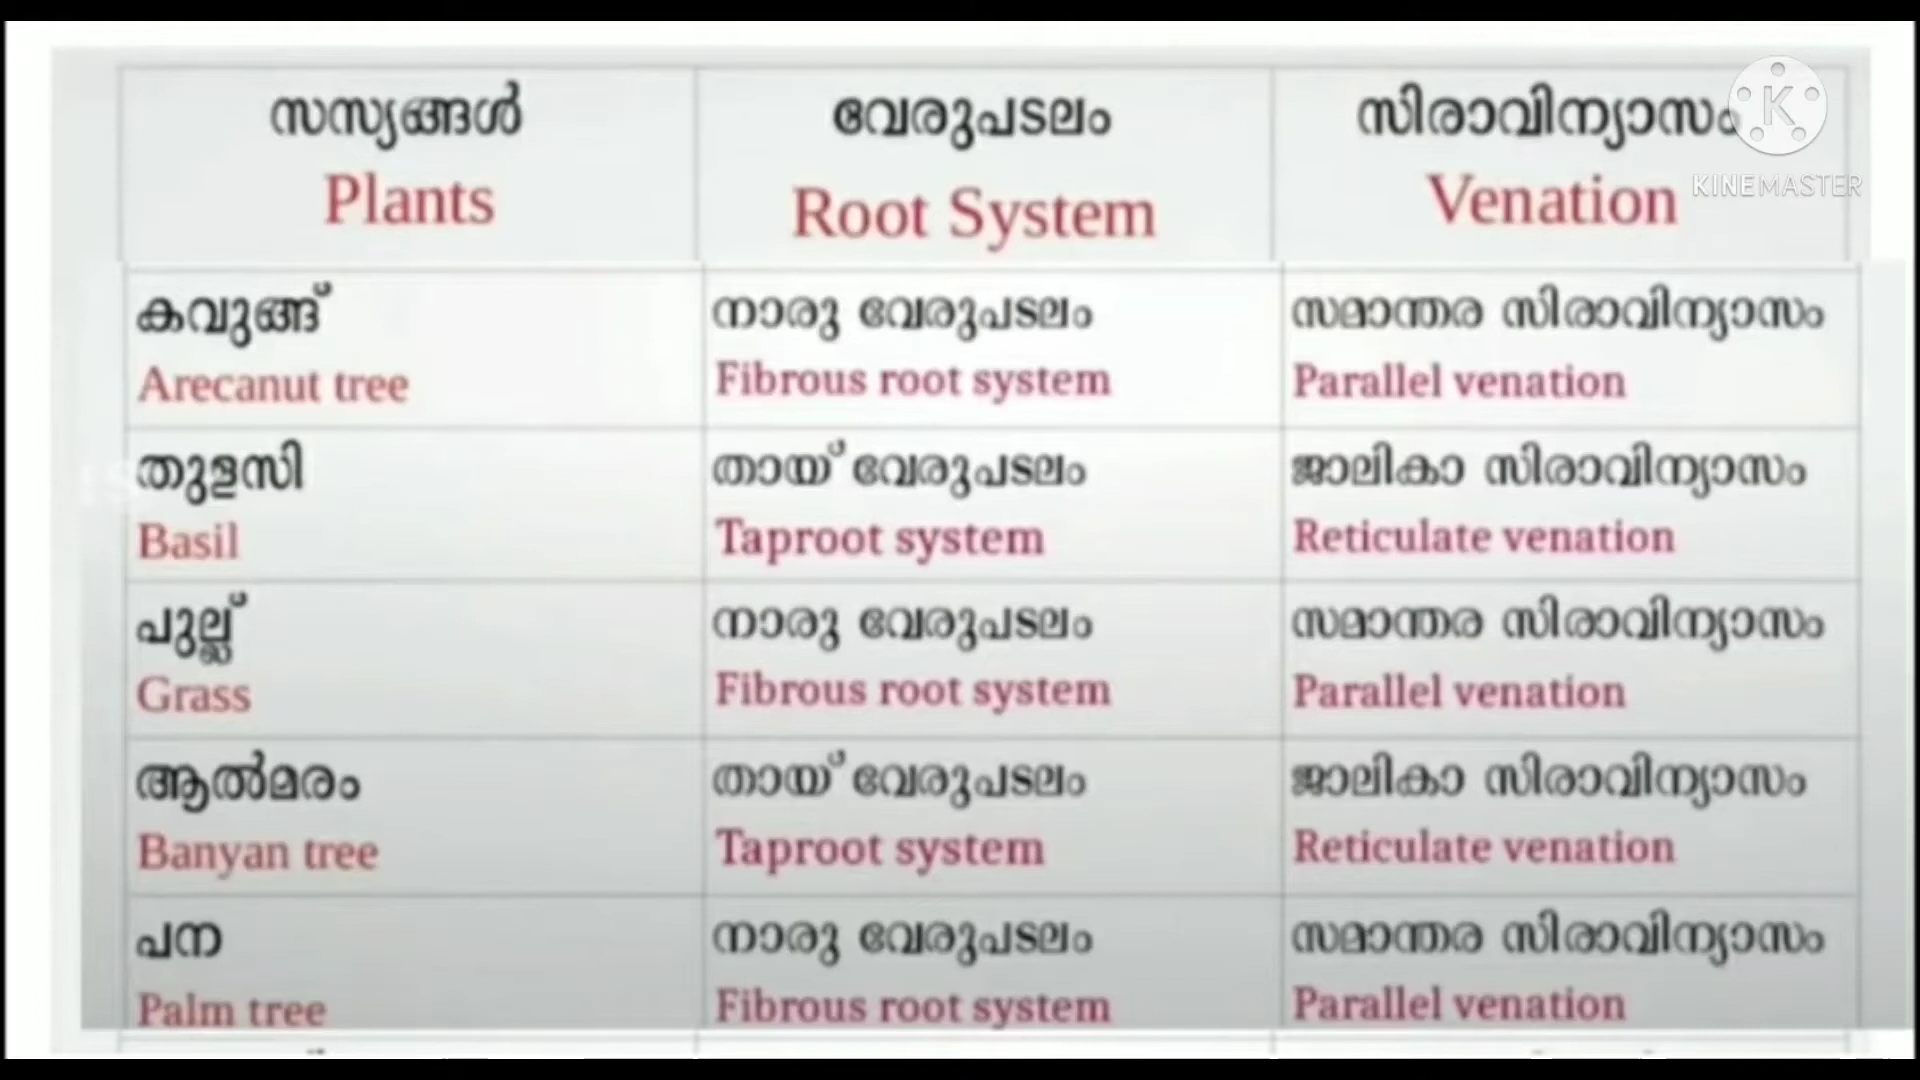 സസ്യങ്ങൾ വേരുപടലം സിരാവിന്യാസം
Plants Root System Venation
KINEMASTER
കവുങ്ങ് നാരു വേരുപടലം സമാന്തര സിരാവിന്യാസം
Arecanut tree Fibrous root system Parallel venation
തുളസി തായ് വേരുപടലം ജാലികാ സിരാവിന്യാസം
Basil Taproot system Reticulate venation
പുല്ല് നാരു വേരുപടലം സമാന്തര സിരാവിന്യാസം
Grass Fibrous root system Parallel venation
ആൽമരം തായ് വേരുപടലം ജാലികാ സിരാവിന്യാസം
Banyan tree Taproot system Reticulate venation
പന നാരു വേരുപടലം സമാന്തര സിരാവിന്യാസം
Palm tree Fibrous root system Parallel venation